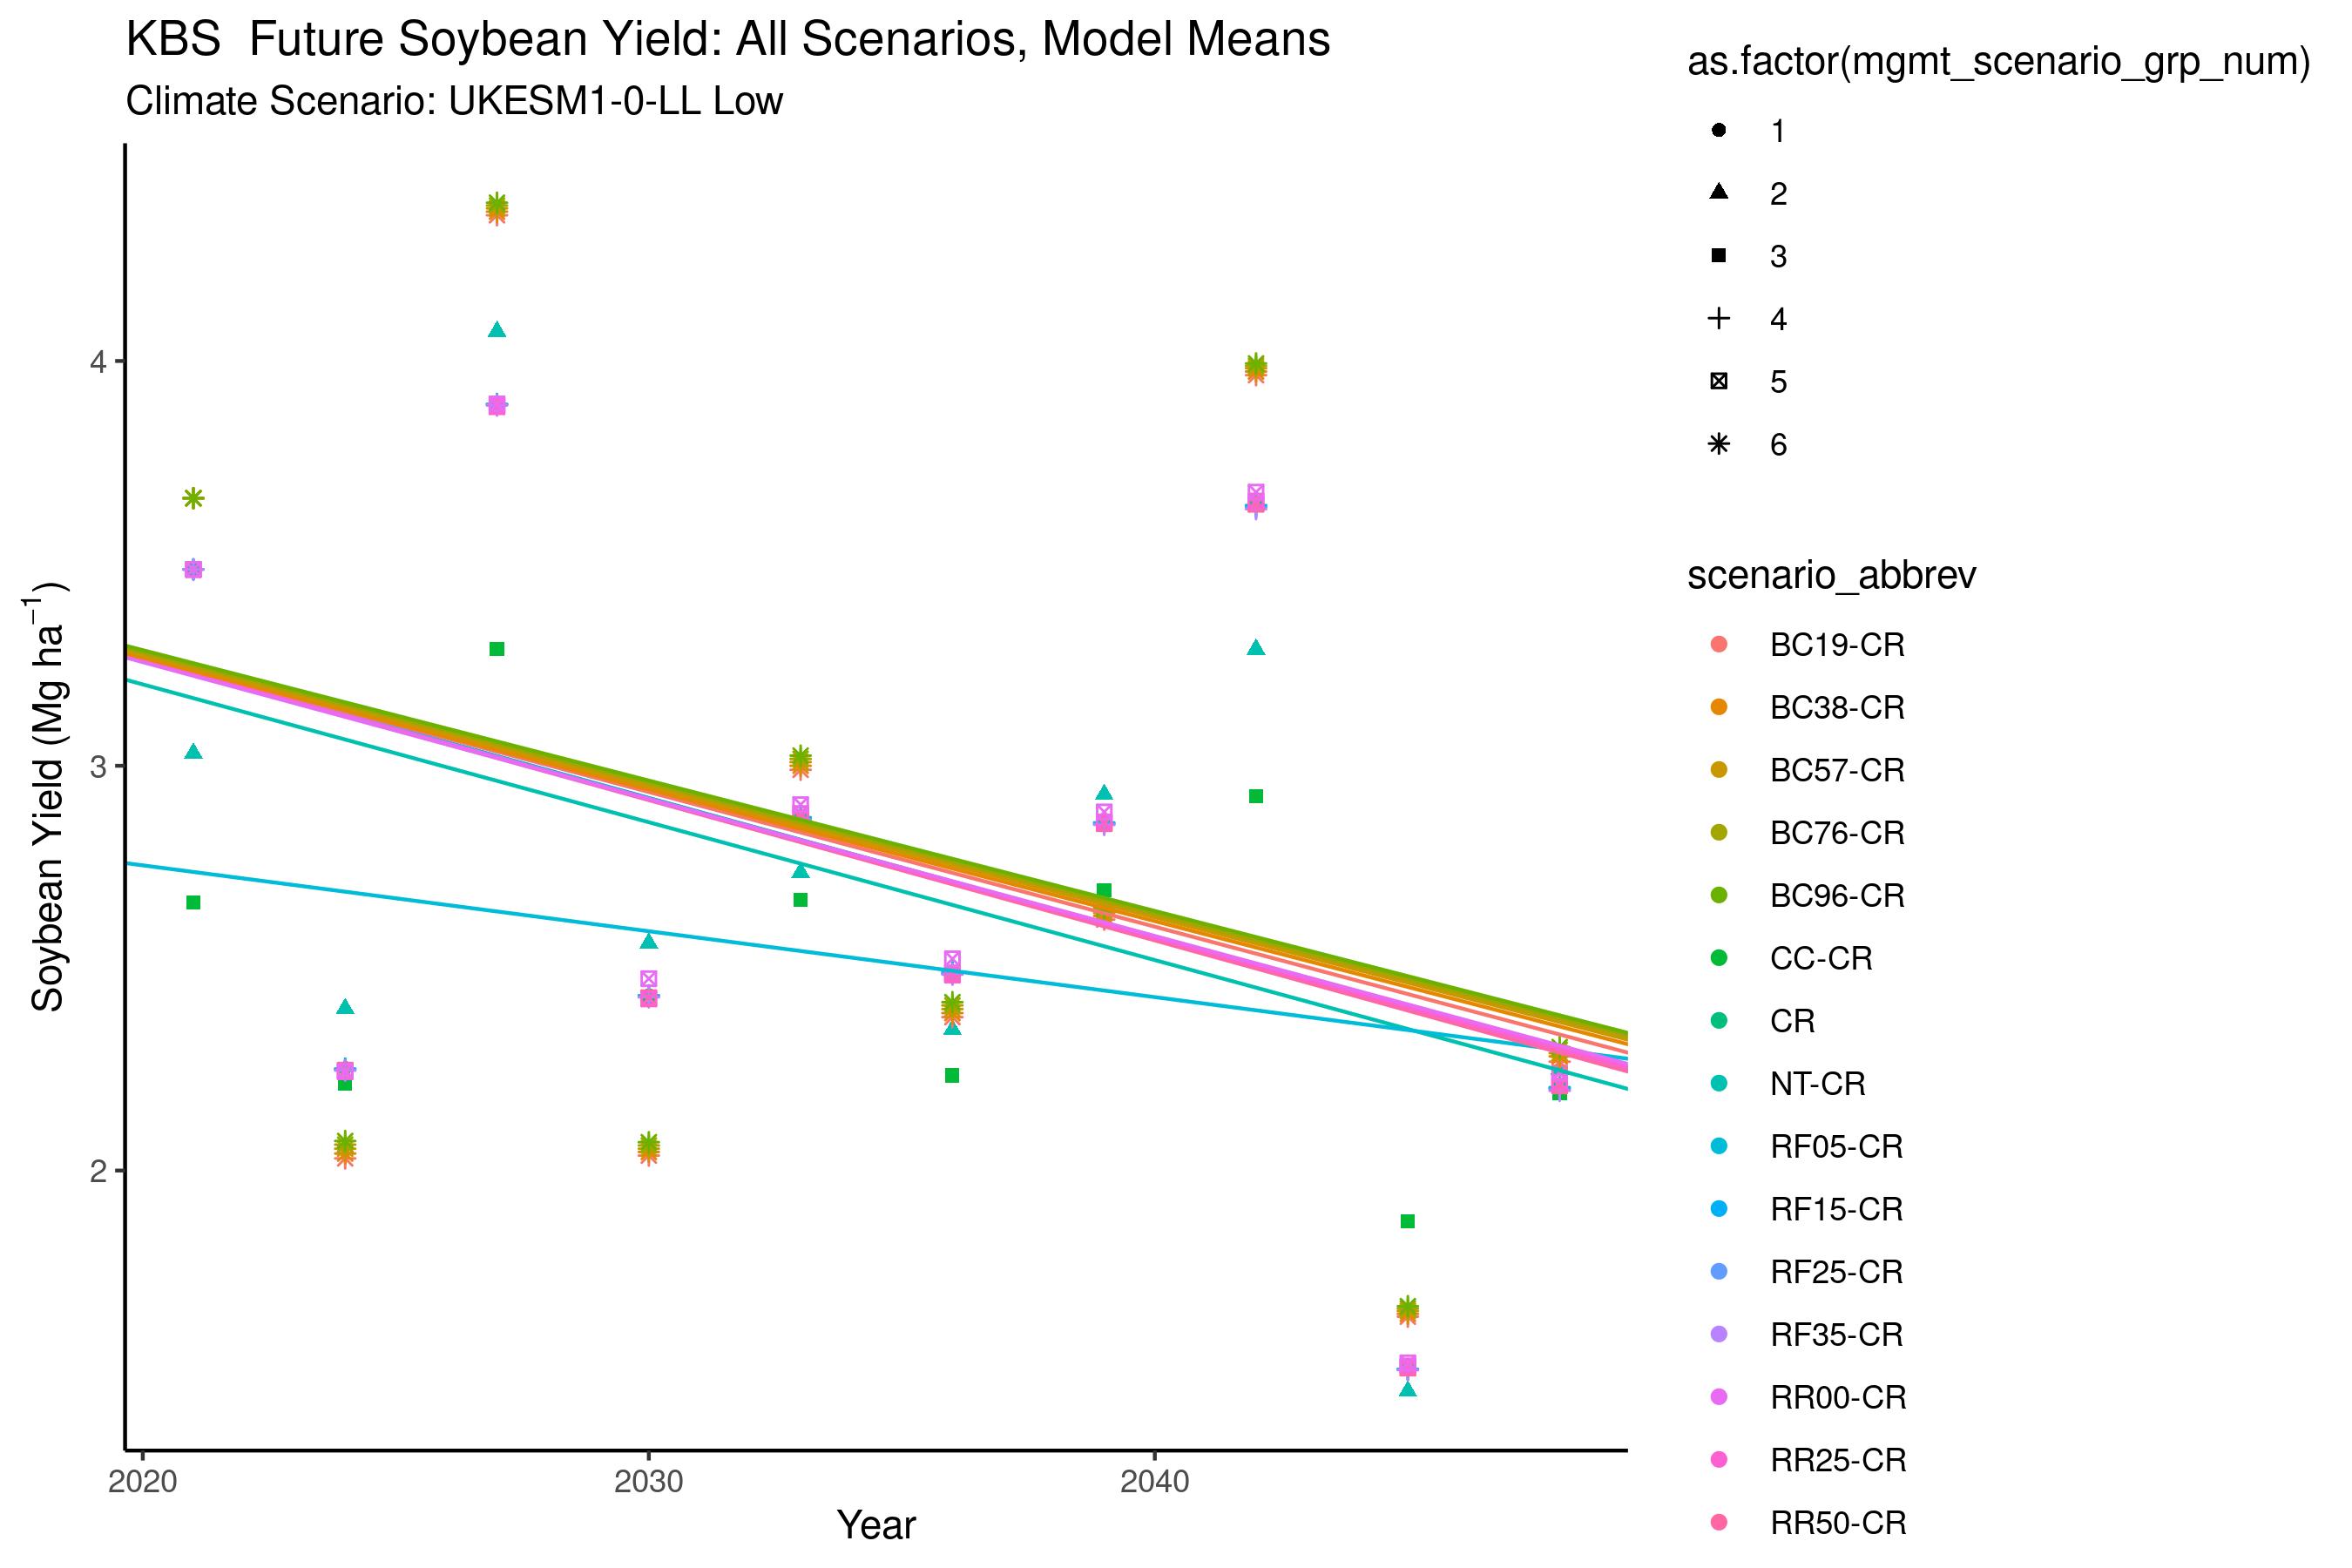 KBS  Future Soybean Yield: All Scenarios, Model Means
Climate Scenario: UKESM1-0-LL Low
Soybean Yield (Mg ha⁻¹)
4
3
2
2020
2030
2040
Year
as.factor(mgmt_scenario_grp_num)
1
2
3
4
5
6
scenario_abbrev
BC19-CR
BC38-CR
BC57-CR
BC76-CR
BC96-CR
CC-CR
CR
NT-CR
RF05-CR
RF15-CR
RF25-CR
RF35-CR
RR00-CR
RR25-CR
RR50-CR